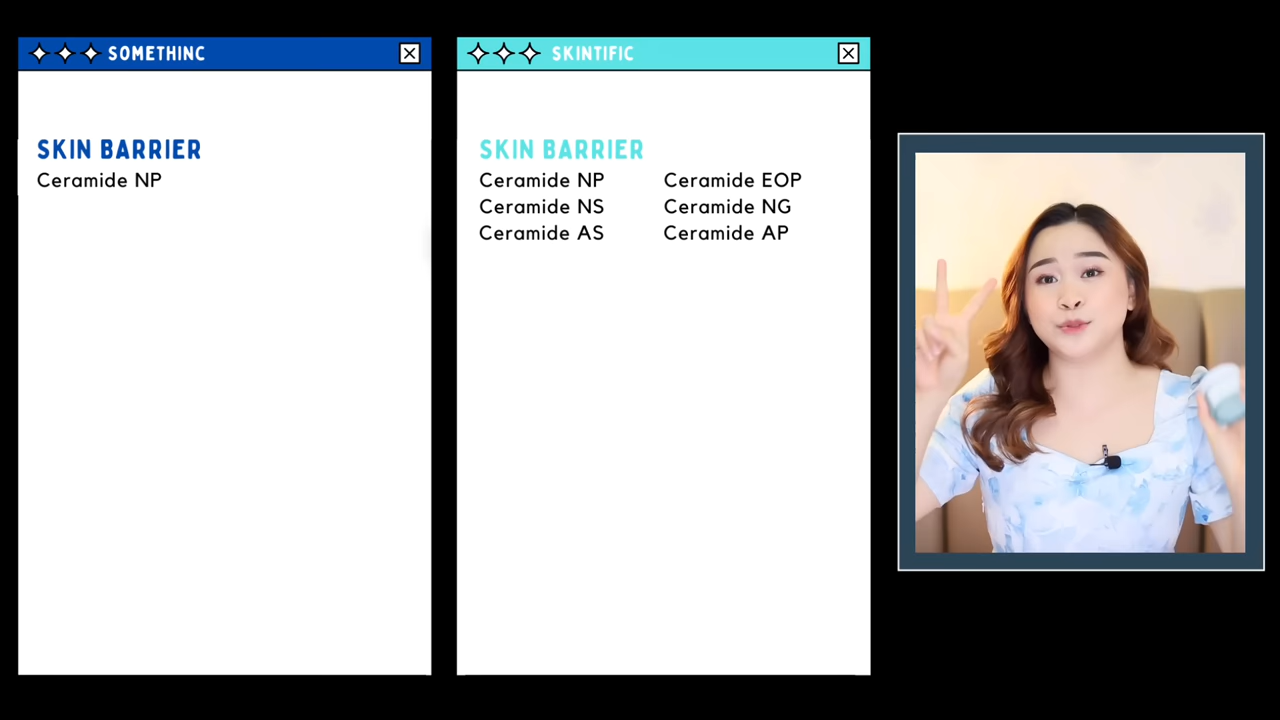 SOMETHINC
SKIN BARRIER
Ceramide NP
SKINTIFIC
SKIN BARRIER
Ceramide NP Ceramide EOP
Ceramide NS Ceramide NG
Ceramide AS Ceramide AP